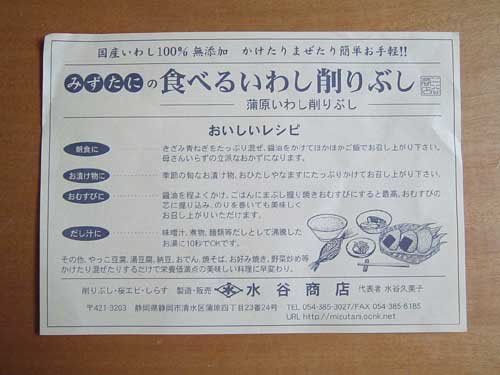 国産いわし100% 無添加 かけたりまぜたり簡単お手軽!!
みずたにの食べるいわし削りぶし
蒲原いわし削りぶし
おいしいレシピ
朝食に
きざみ青ねぎをたっぷり混ぜ、醤油をかけてほかほかご飯でお召し上り下さい。
母さんいらずの立派なおかずになります。
お漬け物に
季節の旬なお漬け物、おひたしやなますにたっぷりかけてお召し上り下さい。
おむすびに
醤油を程よくかけ、ごはんにまぶし握り焼きおむすびにすると最高。おむすびの
芯に握り込み、のりを巻いても美味しく
お召し上りいただけます。
だし汁に
味噌汁、煮物、麺類等だしとして沸騰した
お湯に10秒でOKです。
その他、やっこ豆腐、湯豆腐、納豆、おでん、焼そば、お好み焼き、野菜炒め等
かけたり混ぜたりするだけで栄養価満点の美味しい料理に早変わり。
削りぶし・桜エビ・しらす 製造・販売 水 水谷商店 代表者 水谷久栗子
〒421-3203 静岡県静岡市清水区蒲原四丁目23番24号 TEL 054-385-3027/FAX 054-385-6185
URL http://mizutani.ocnk.net